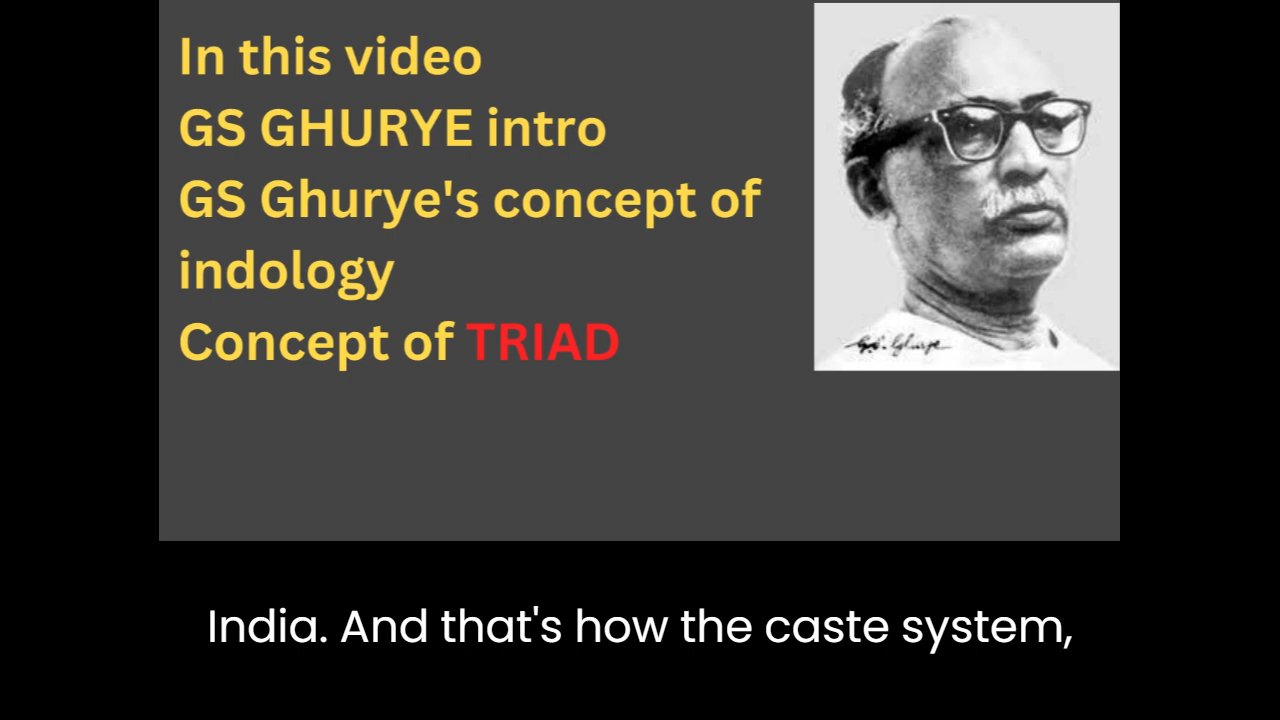 In this video
GS GHURYE intro
GS Ghurye's concept of
indology
Concept of TRIAD
G.S. Ghurye
India. And that's how the caste system,